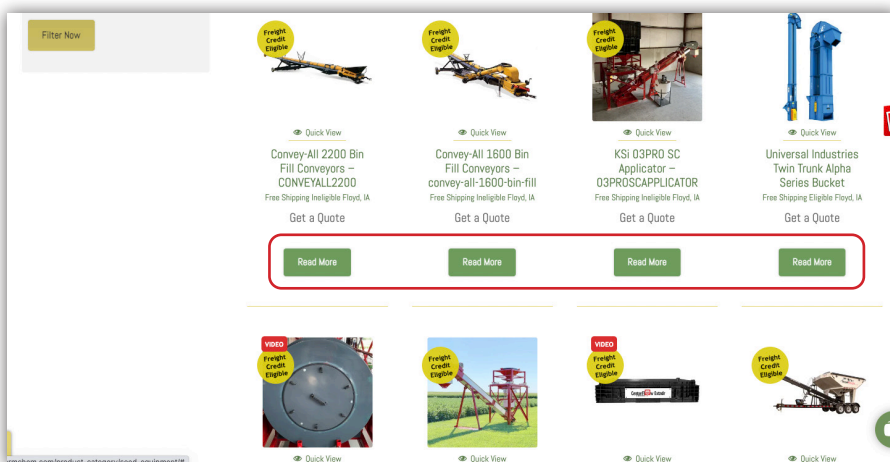 Filter Now
Freight
Credit
Eligible
Freight
Credit
Eligible
Freight
Credit
Eligible
Quick View
Quick View
Quick View
Quick View
Convey-All 2200 Bin
Fill Conveyors –
CONVEYALL2200
Free Shipping Ineligible Floyd, IA
Get a Quote
Read More
Convey-All 1600 Bin
Fill Conveyors –
convey-all-1600-bin-fill
Free Shipping Ineligible Floyd, IA
Get a Quote
Read More
KSi 03PRO SC
Applicator –
03PROSCAPPLICATOR
Free Shipping Ineligible Floyd, IA
Get a Quote
Read More
Universal Industries
Twin Trunk Alpha
Series Bucket
Free Shipping Eligible Floyd, IA
Get a Quote
Read More
VIDEO
Freight
Credit
Eligible
Freight
Credit
Eligible
VIDEO
Freight
Credit
Eligible
Freight
Credit
Eligible
Quick View
Quick View
Quick View
Quick View